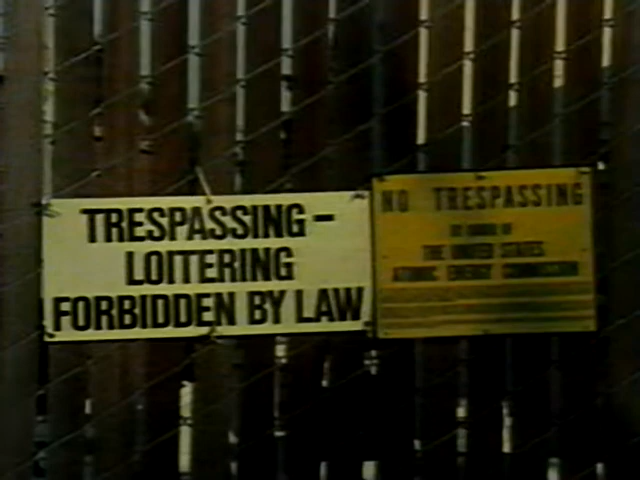 TRESPASSING -
LOITERING
FORBIDDEN BY LAW
NO TRESPASSING
BY ORDER OF
THE UNITED STATES
ATOMIC ENERGY COMMISSION